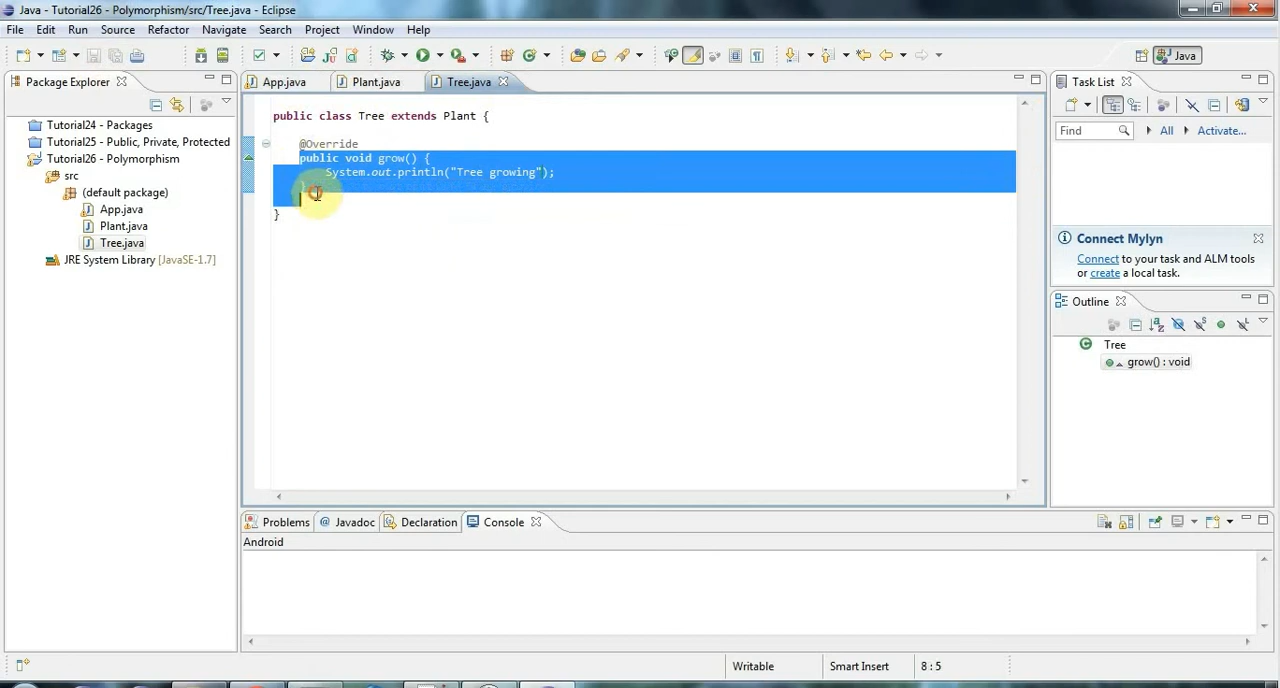 Java - Tutorial26 - Polymorphism/src/Tree.java - Eclipse
File Edit Run Source Refactor Navigate Search Project Window Help
Java
Package Explorer
App.java
Plant.java
Tree.java
Task List
Find
All
Activate...
Tutorial24 - Packages
Tutorial25 - Public, Private, Protected
Tutorial26 - Polymorphism
src
(default package)
App.java
Plant.java
Tree.java
JRE System Library [JavaSE-1.7]
public class Tree extends Plant {
@Override
public void grow() {
System.out.println("Tree growing");
}
}
Connect Mylyn
Connect to your task and ALM tools
or create a local task.
Outline
Tree
grow() : void
Problems
@ Javadoc
Declaration
Console
Android
Writable
Smart Insert
8 : 5